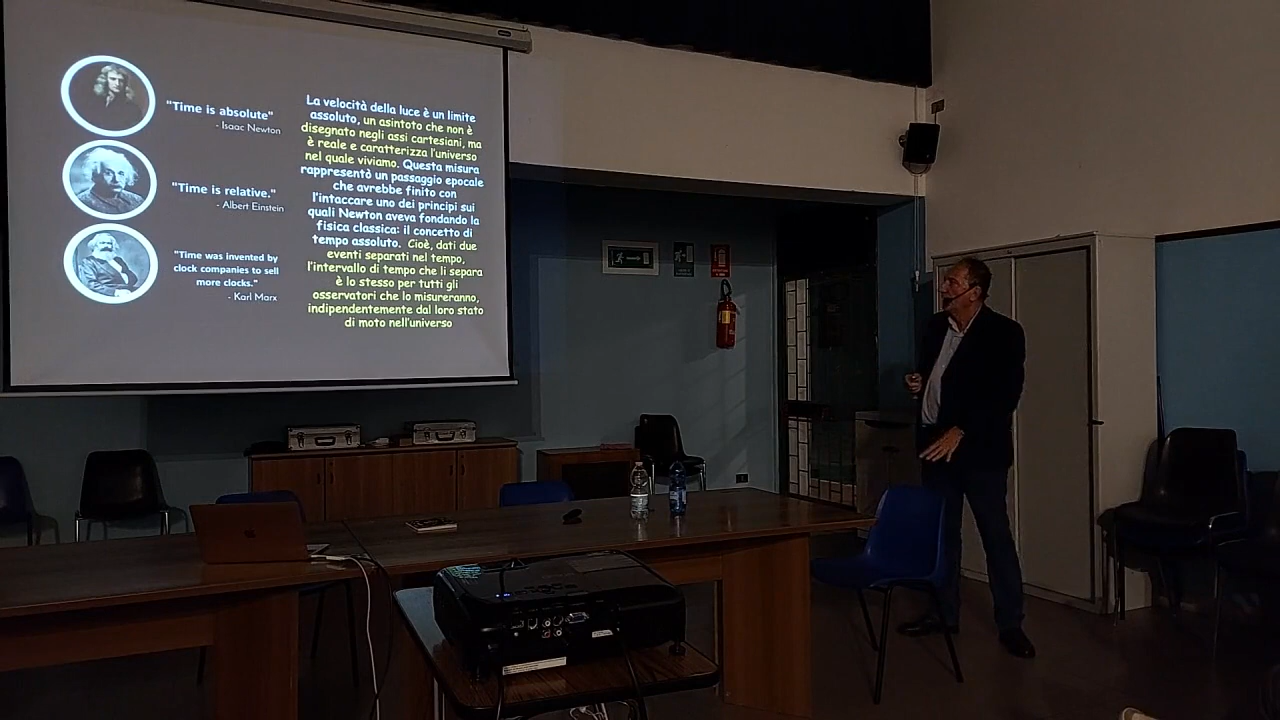 "Time is absolute"
- Isaac Newton
"Time is relative."
- Albert Einstein
"Time was invented by
clock companies to sell
more clocks."
- Karl Marx
La velocità della luce è un limite
assoluto, un asintoto che non è
disegnato negli assi cartesiani, ma
è reale e caratterizza l'universo
nel quale viviamo. Questa misura
rappresentò un passaggio epocale
che avrebbe finito con
l'intaccare uno dei principi sui
quali Newton aveva fondando la
fisica classica: il concetto di
tempo assoluto. Cioè, dati due
eventi separati nel tempo,
l'intervallo di tempo che li separa
è lo stesso per tutti gli
osservatori che lo misureranno,
indipendentemente dal loro stato
di moto nell'universo